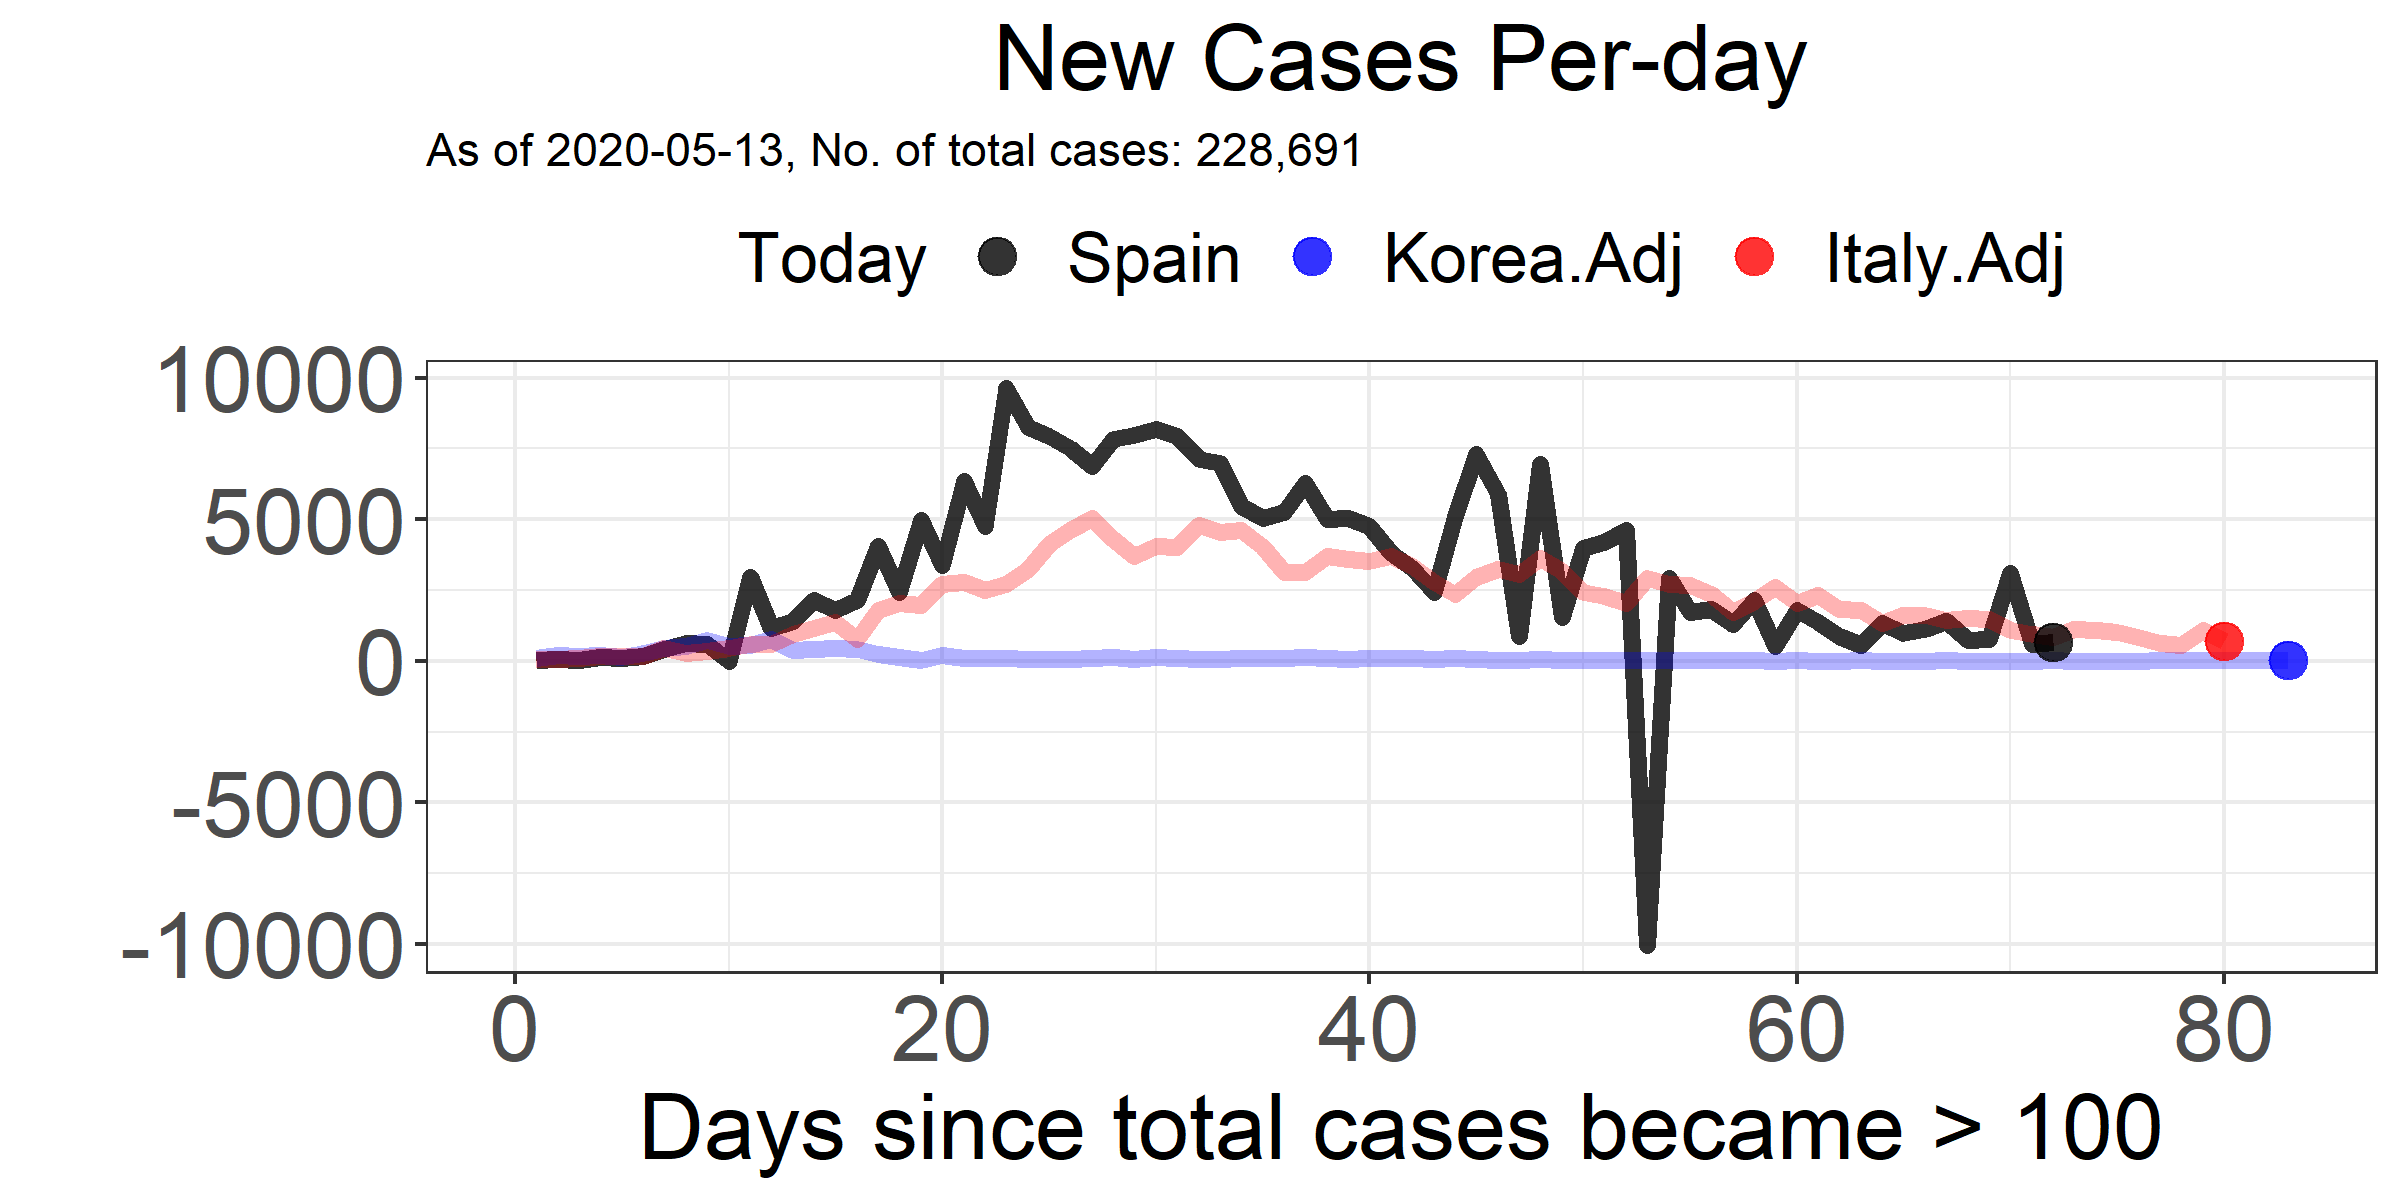 New Cases Per-day
As of 2020-05-13, No. of total cases: 228,691
Today Spain Korea.Adj Italy.Adj
10000
5000
0
-5000
-10000
0 20 40 60 80
Days since total cases became > 100